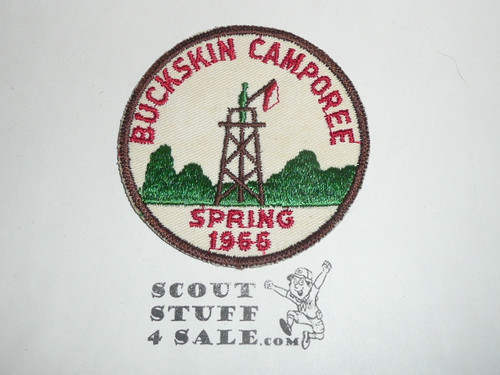 BUCKSKIN CAMPOREE
SPRING
1966
SCOUT
STUFF
4 SALE.COM